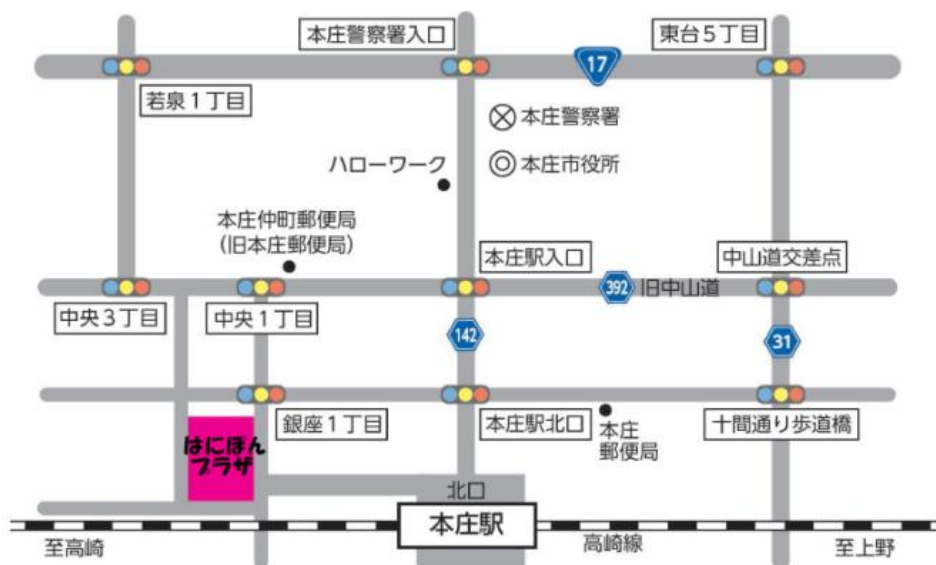 本庄警察署入口
東台5丁目
17
若泉1丁目
本庄警察署
ハローワーク
本庄市役所
本庄仲町郵便局
(旧本庄郵便局)
本庄駅入口
中山道交差点
392
旧中山道
中央3丁目
中央1丁目
142
31
銀座1丁目
本庄駅北口
本庄
郵便局
十間通り歩道橋
はにぽん
プラザ
北口
本庄駅
至高崎
高崎線
至上野